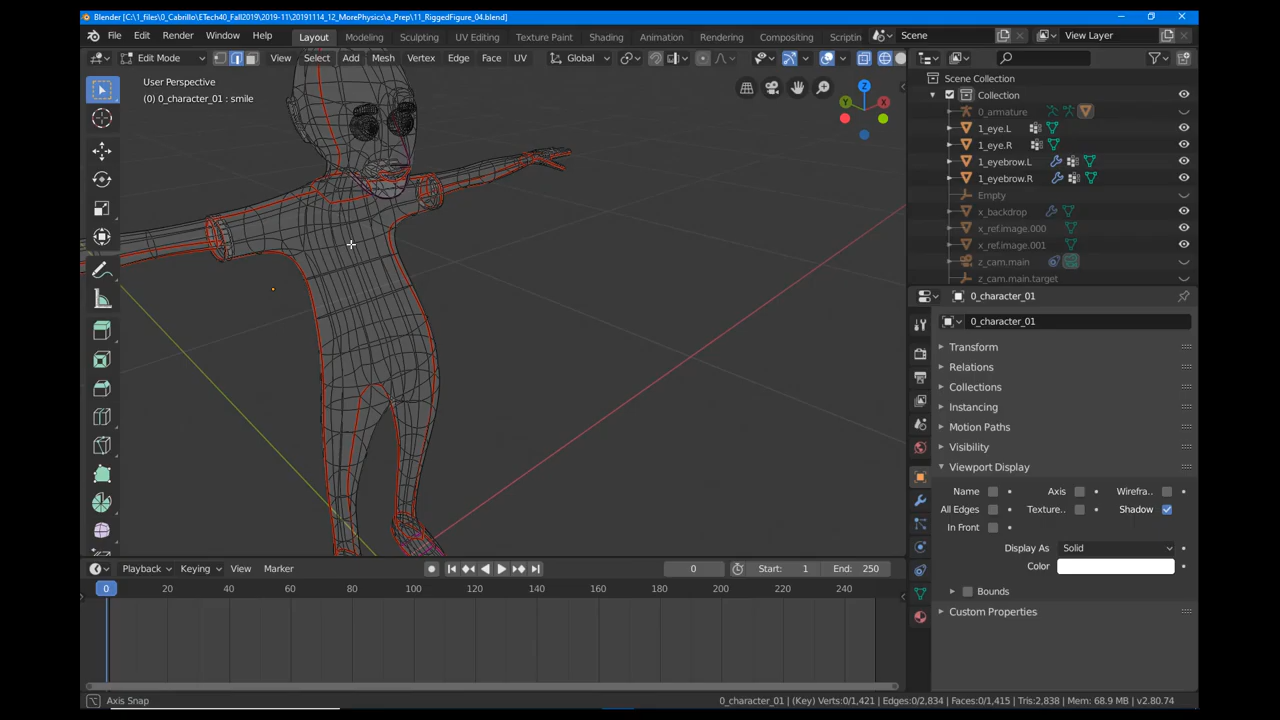 Blender [C:\1_files\0_Cabrillo\ETech40_Fall2019\2019-11\20191114_12_MorePhysics\a_Prep\11_RiggedFigure_04.blend]
File Edit Render Window Help Layout Modeling Sculpting UV Editing Texture Paint Shading Animation Rendering Compositing Scriptin Scene View Layer
Edit Mode View Select Add Mesh Vertex Edge Face UV Global
User Perspective
(0) 0_character_01 : smile
Z
Y
X
Scene Collection
Collection
0_armature
1_eye.L
1_eye.R
1_eyebrow.L
1_eyebrow.R
Empty
x_backdrop
x_ref.image.000
x_ref.image.001
z_cam.main
z_cam.main.target
0_character_01
0_character_01
Transform
Relations
Collections
Instancing
Motion Paths
Visibility
Viewport Display
Name Axis Wirefra..
All Edges Texture.. Shadow
In Front
Display As Solid
Color
Bounds
Custom Properties
Playback Keying View Marker 0 Start: 1 End: 250
0 20 40 60 80 100 120 140 160 180 200 220 240
Axis Snap
0_character_01 | (Key) Verts:0/1,421 | Edges:0/2,834 | Faces:0/1,415 | Tris:2,838 | Mem: 68.9 MB | v2.80.74